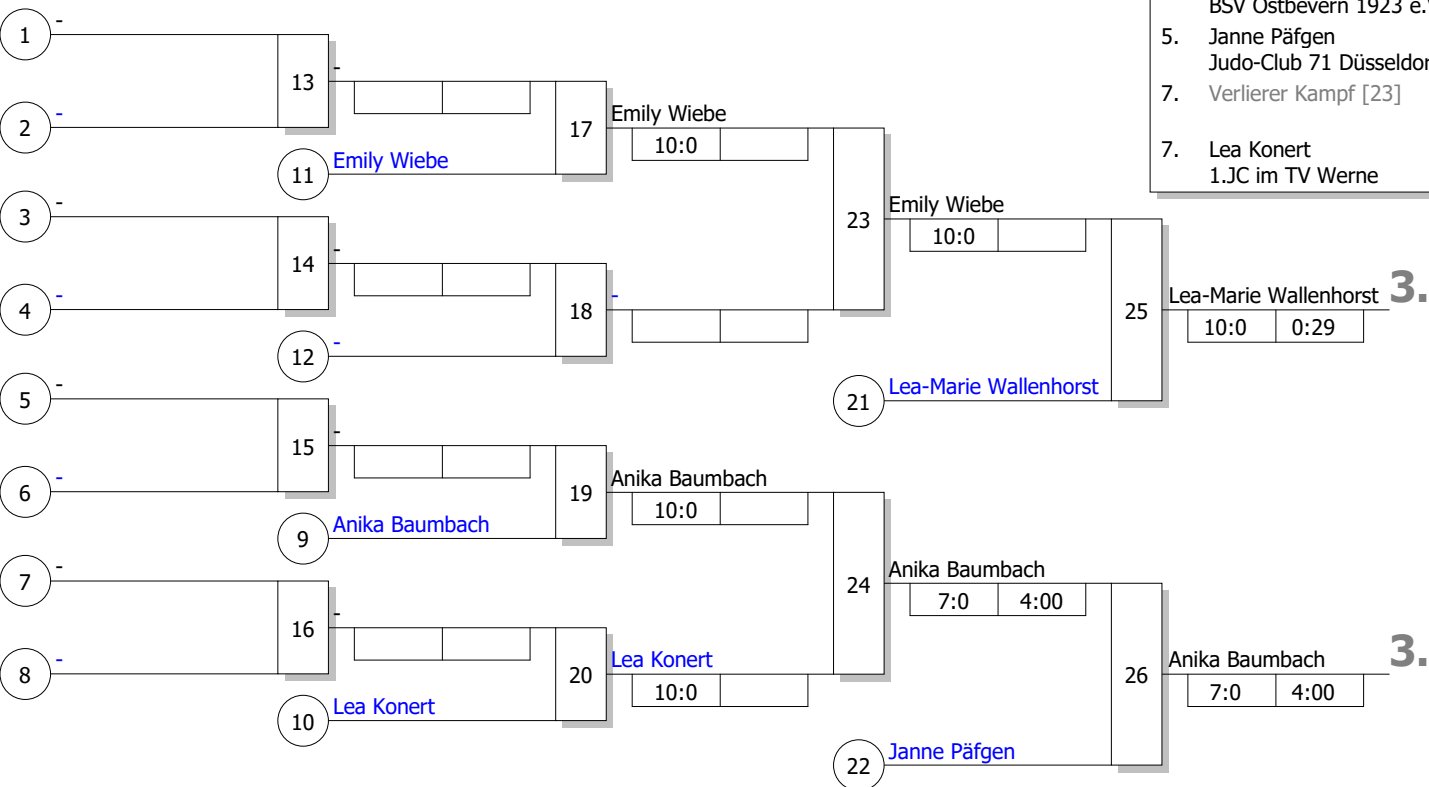 1
-
13
2
-
-
17
11
Emily Wiebe
Emily Wiebe
10:0
3
-
14
4
-
-
18
12
-
-
23
Emily Wiebe
10:0
25
21
Lea-Marie Wallenhorst
Lea-Marie Wallenhorst 3.
10:0 0:29
5
-
15
6
-
-
19
9
Anika Baumbach
Anika Baumbach
10:0
7
-
16
8
-
-
20
10
Lea Konert
Lea Konert
10:0
24
Anika Baumbach
7:0 4:00
26
22
Janne Päfgen
Anika Baumbach 3.
7:0 4:00
BSV Ostbevern 1923 e.V
5. Janne Päfgen
Judo-Club 71 Düsseldor
7. Verlierer Kampf [23]
7. Lea Konert
1.JC im TV Werne